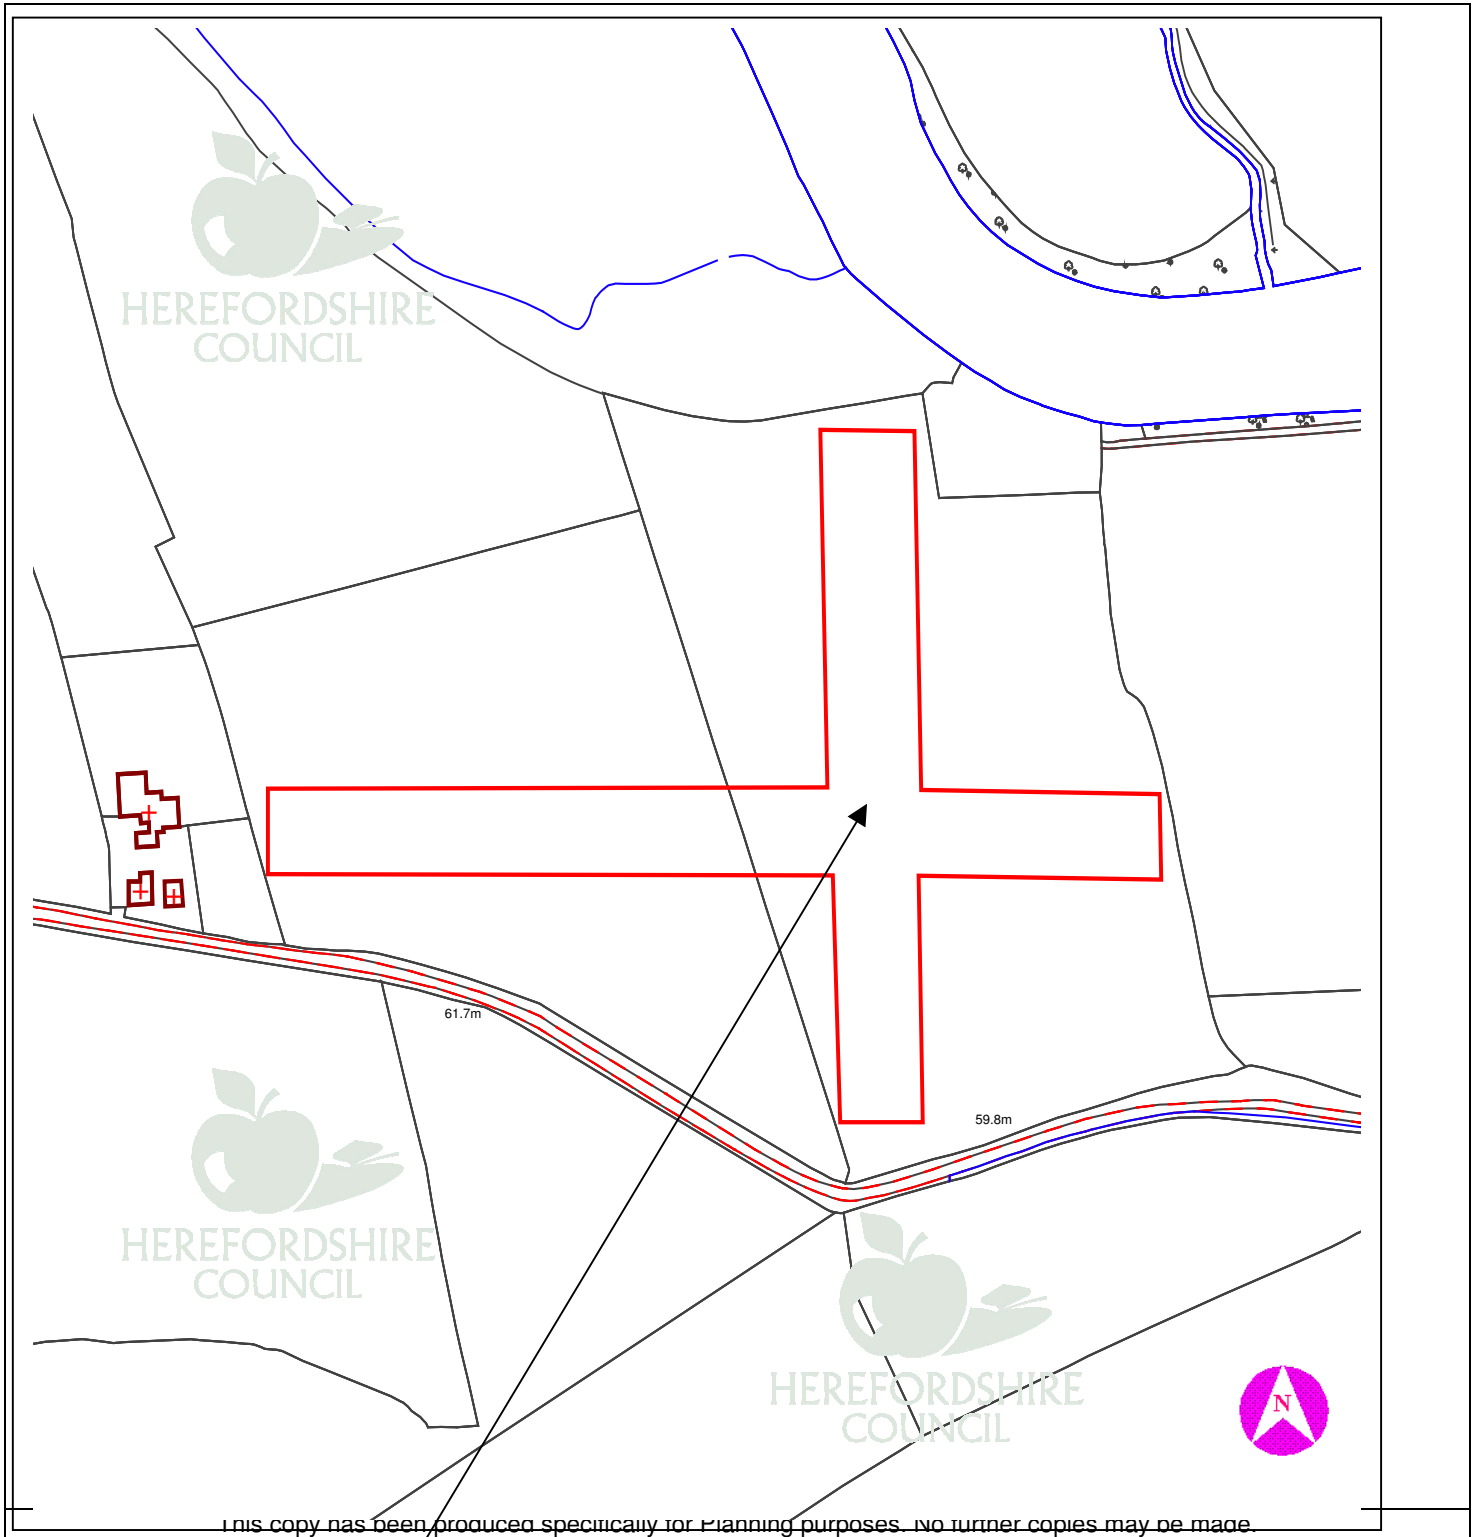 HEREFORDSHIRE
COUNCIL
61.7m
HEREFORDSHIRE
COUNCIL
59.8m
HEREFORDSHIRE
COUNCIL
N
This copy has been produced specifically for Planning purposes. No further copies may be made.